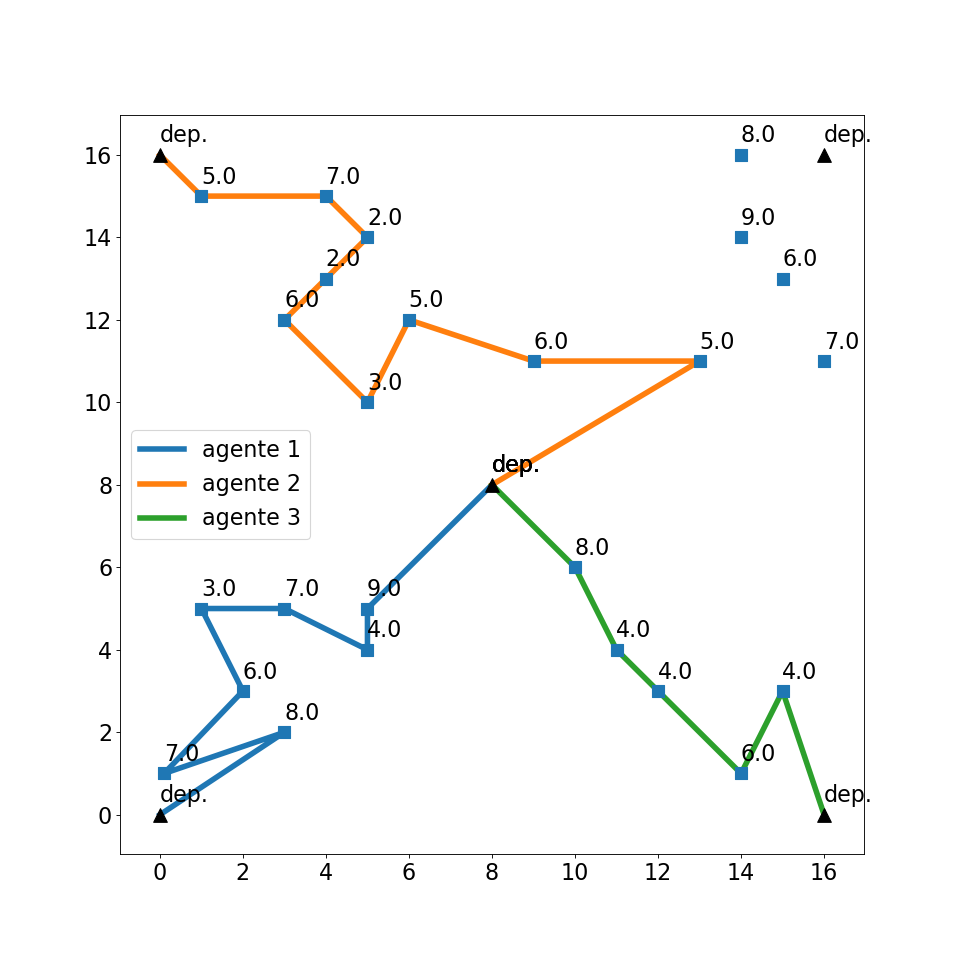 dep. 8.0 dep.
16
5.0 7.0
2.0 9.0
14
2.0 6.0
6.0 5.0
12
6.0 5.0 7.0
3.0
10
agente 1
agente 2
agente 3
dep.
8
8.0
6
3.0 7.0 9.0
4.0 4.0
4
6.0 4.0 4.0
8.0
2
7.0 6.0
dep. dep.
0
0 2 4 6 8 10 12 14 16